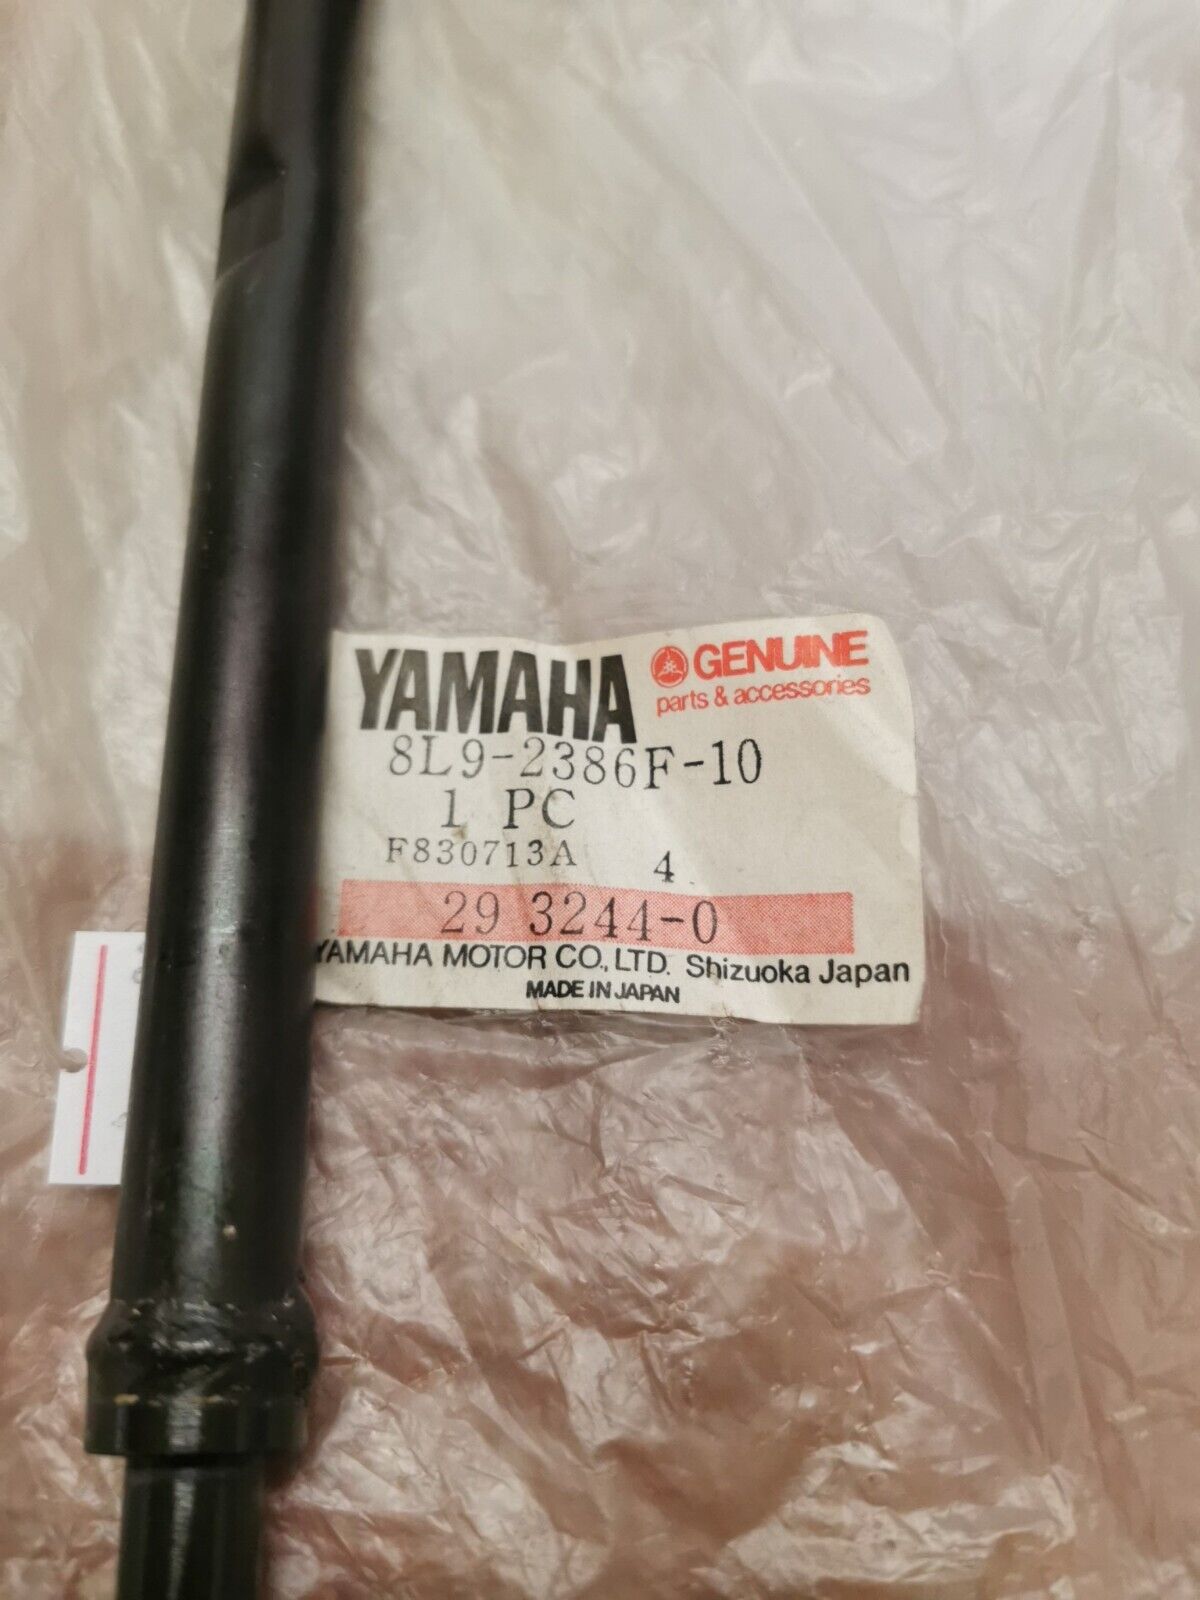 YAMAHA GENUINE
parts & accessories
8L9-2386F-10
1 PC
F830713A 4
29 3244-0
YAMAHA MOTOR CO., LTD. Shizuoka Japan
MADE IN JAPAN